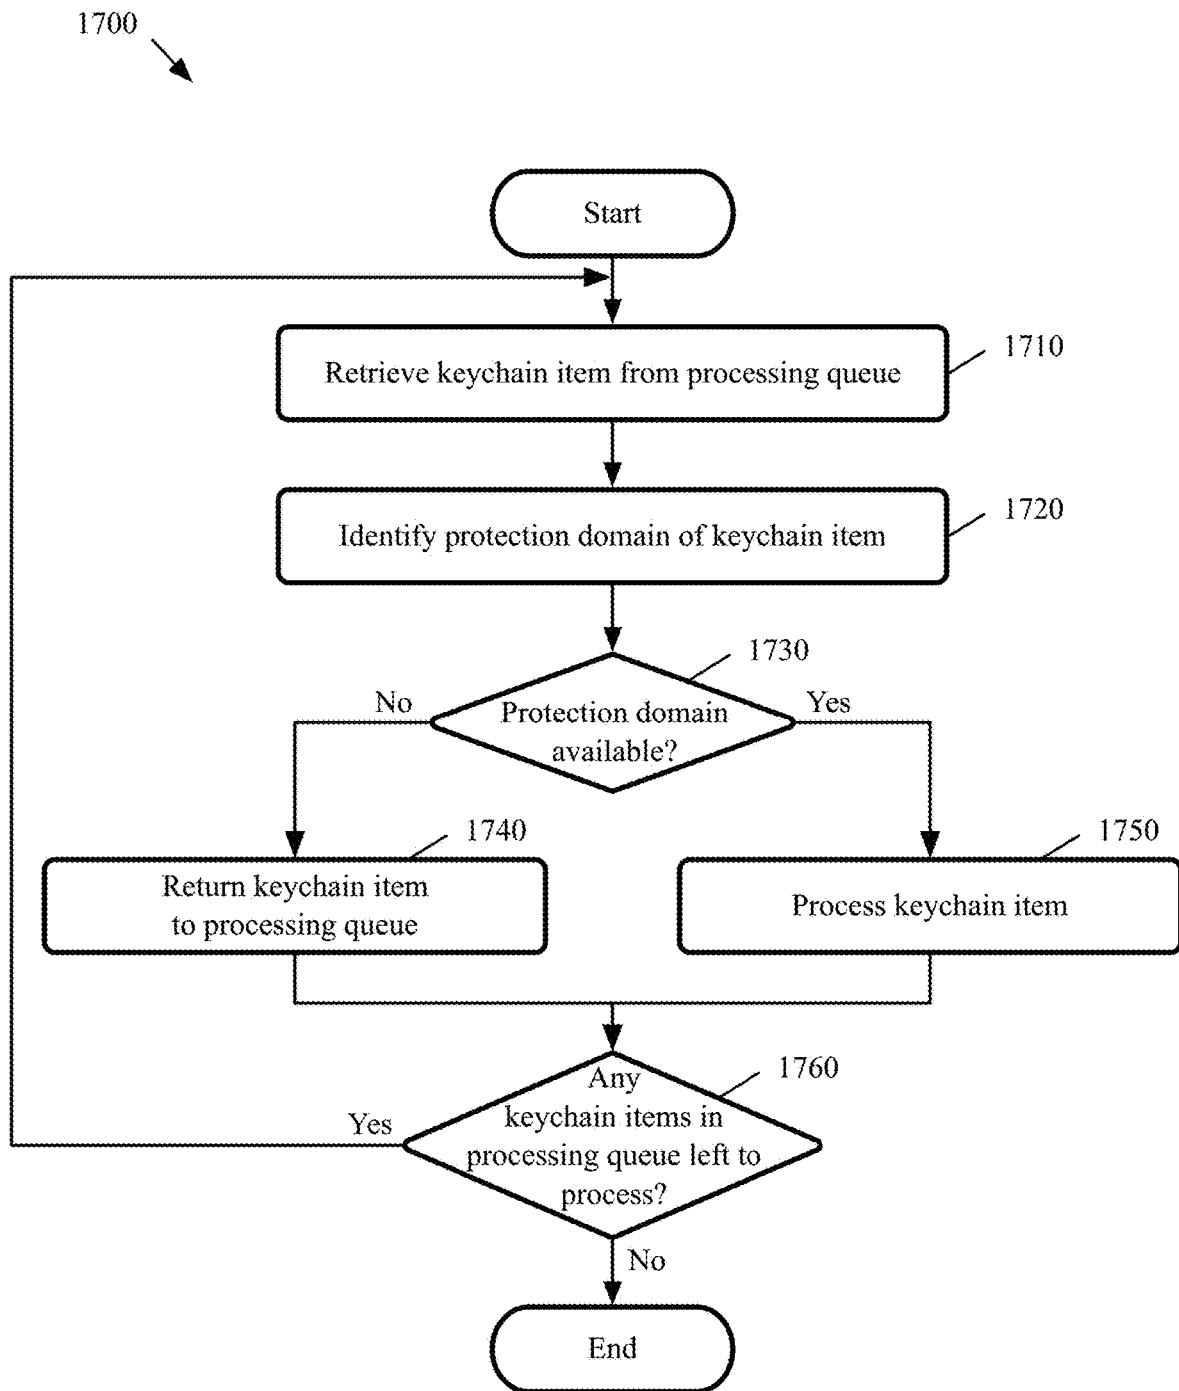 1700
Start
Retrieve keychain item from processing queue
1710
Identify protection domain of keychain item
1720
1730
No
Protection domain
available?
Yes
1740
Return keychain item
to processing queue
1750
Process keychain item
1760
Any
keychain items in
processing queue left to
process?
Yes
No
End